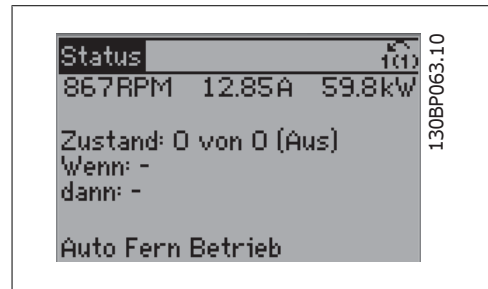 Status 1(1)
867RPM 12.85A 59.8kW
Zustand: 0 von 0 (Aus)
Wenn: -
dann: -
Auto Fern Betrieb
130BP063.10